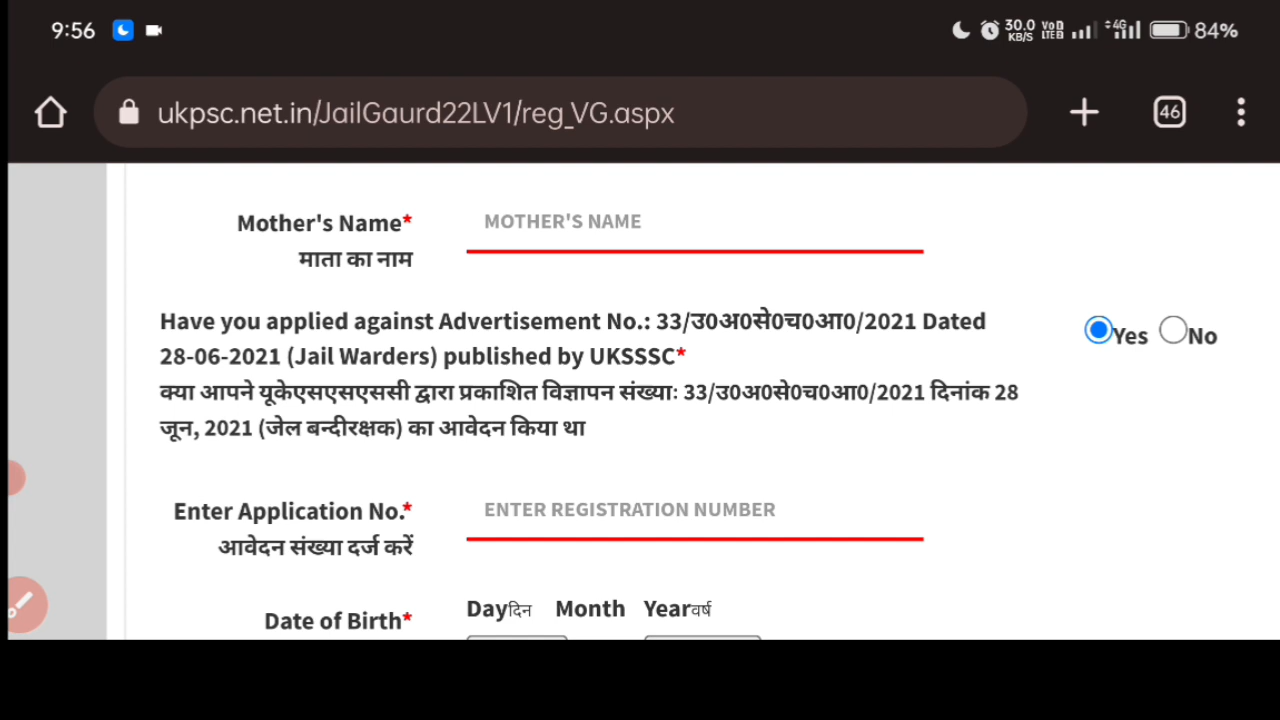 9:56 30.0 KB/S VoD LTED 4G 84%
ukpsc.net.in/JailGaurd22LV1/reg_VG.aspx 46
Mother's Name* MOTHER'S NAME
माता का नाम
Have you applied against Advertisement No.: 33/उ0अ0से0च0आ0/2021 Dated
28-06-2021 (Jail Warders) published by UKSSSC* Yes No
क्या आपने यूकेएसएसएससी द्वारा प्रकाशित विज्ञापन संख्याः 33/उ0अ0से0च0आ0/2021 दिनांक 28
जून, 2021 (जेल बन्दीरक्षक) का आवेदन किया था
Enter Application No.* ENTER REGISTRATION NUMBER
आवेदन संख्या दर्ज करें
Date of Birth* Dayदिन Month Yearवर्ष